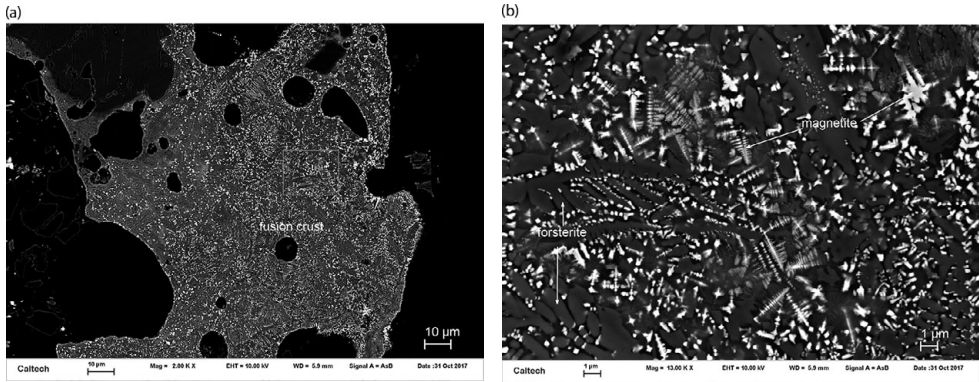 (a)
fusion crust
10 µm
Caltech
10 µm
Mag = 2.00 K X
EHT = 10.00 kV
WD = 5.9 mm
Signal A = AsB
Date :31 Oct 2017
(b)
magnetite
forsterite
1 µm
Caltech
1 µm
Mag = 13.00 K X
EHT = 10.00 kV
WD = 5.9 mm
Signal A = AsB
Date :31 Oct 2017